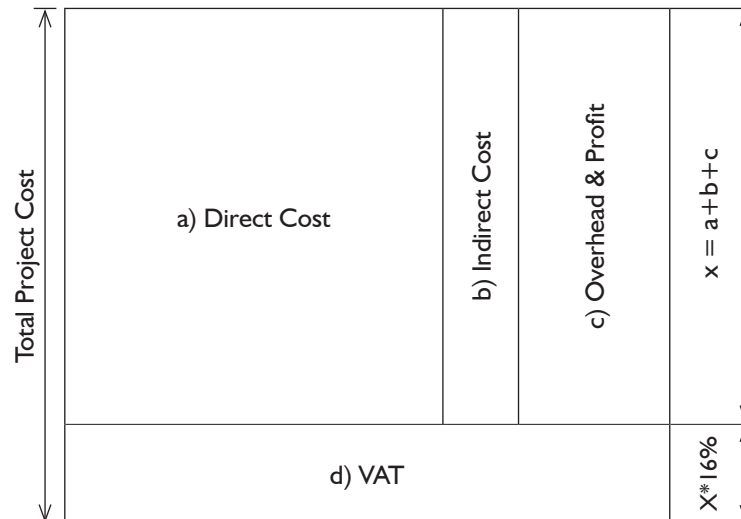 Total Project Cost
a) Direct Cost
b) Indirect Cost
c) Overhead & Profit
x = a+b+c
d) VAT
X*16%